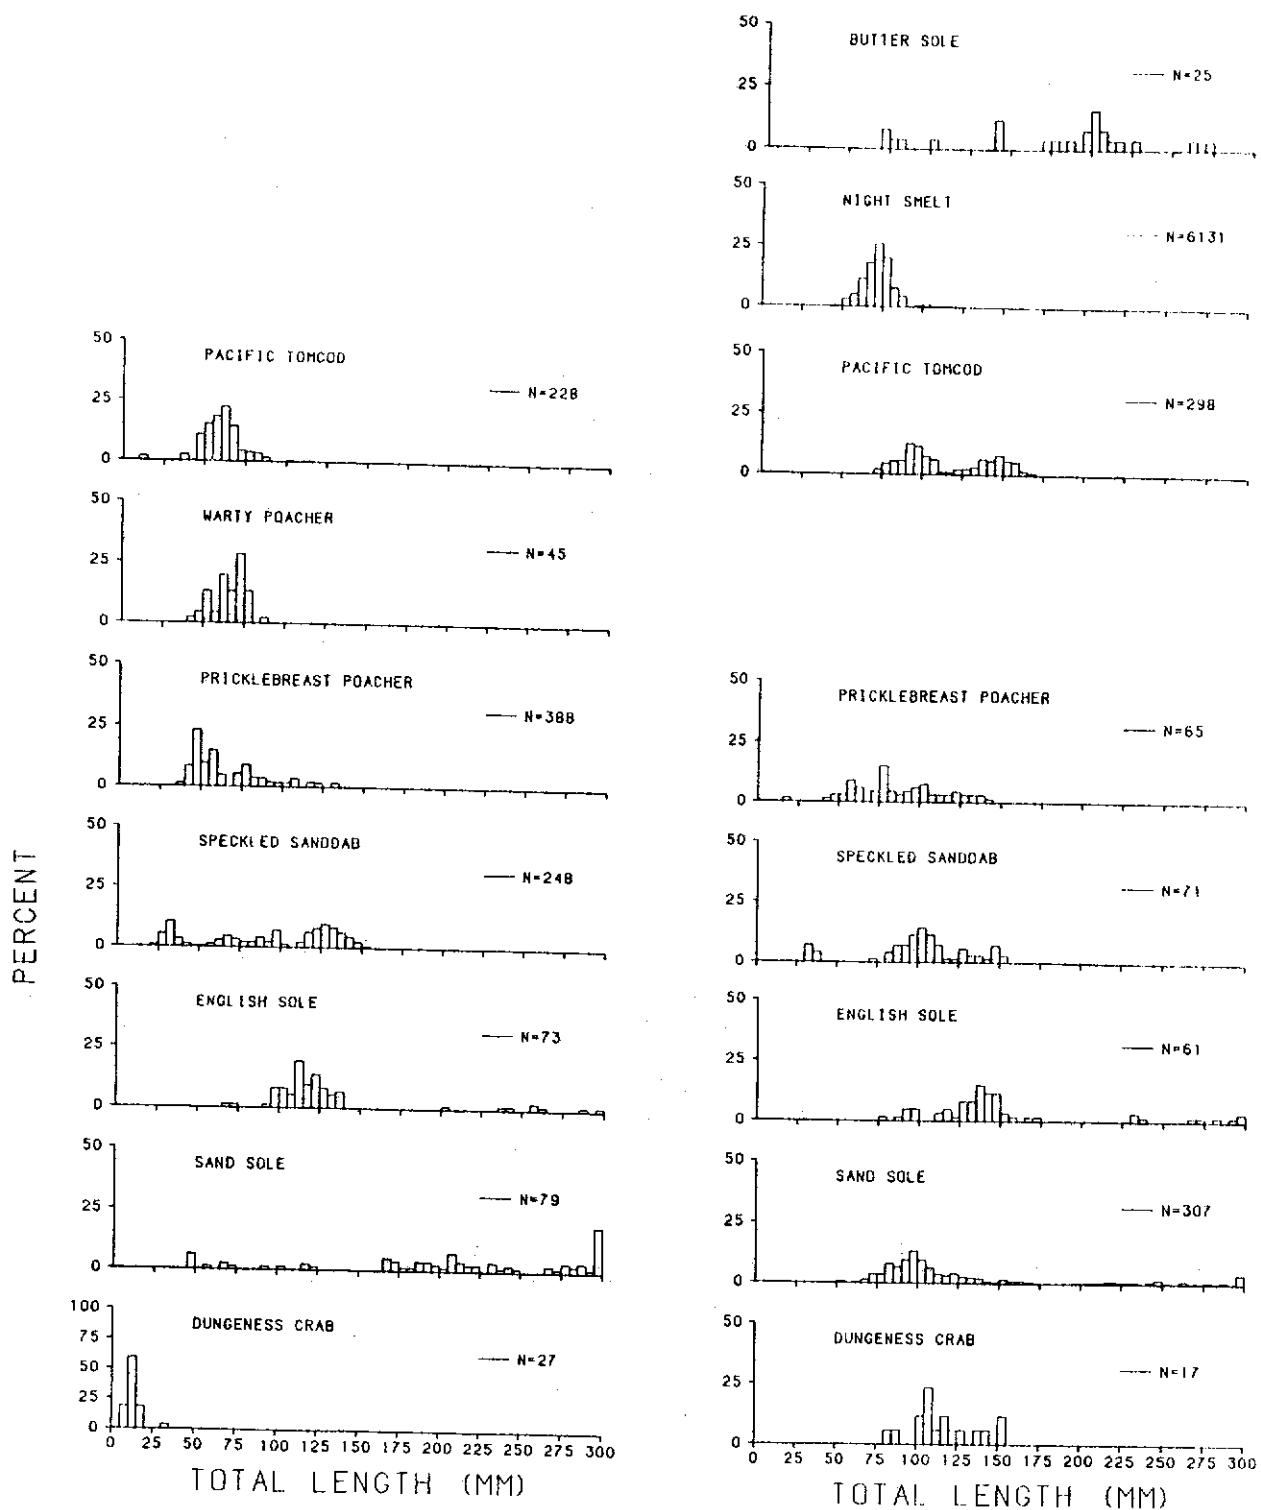 PERCENT
50
25
0
PACIFIC TOMCOD
N=228
50
25
0
WARTY POACHER
N=45
50
25
0
PRICKLEBREAST POACHER
N=388
50
25
0
SPECKLED SANDDAB
N=248
50
25
0
ENGLISH SOLE
N=73
50
25
0
SAND SOLE
N=79
50
25
0
DUNGENESS CRAB
N=27
100
75
50
25
0
0 25 50 75 100 125 150 175 200 225 250 275 300
TOTAL LENGTH (MM)
50
25
0
BUTTER SOLE
N=25
50
25
0
NIGHT SMELT
N=6131
50
25
0
PACIFIC TOMCOD
N=298
50
25
0
PRICKLEBREAST POACHER
N=65
50
25
0
SPECKLED SANDDAB
N=71
50
25
0
ENGLISH SOLE
N=61
50
25
0
SAND SOLE
N=307
50
25
0
DUNGENESS CRAB
N=17
0 25 50 75 100 125 150 175 200 225 250 275 300
TOTAL LENGTH (MM)